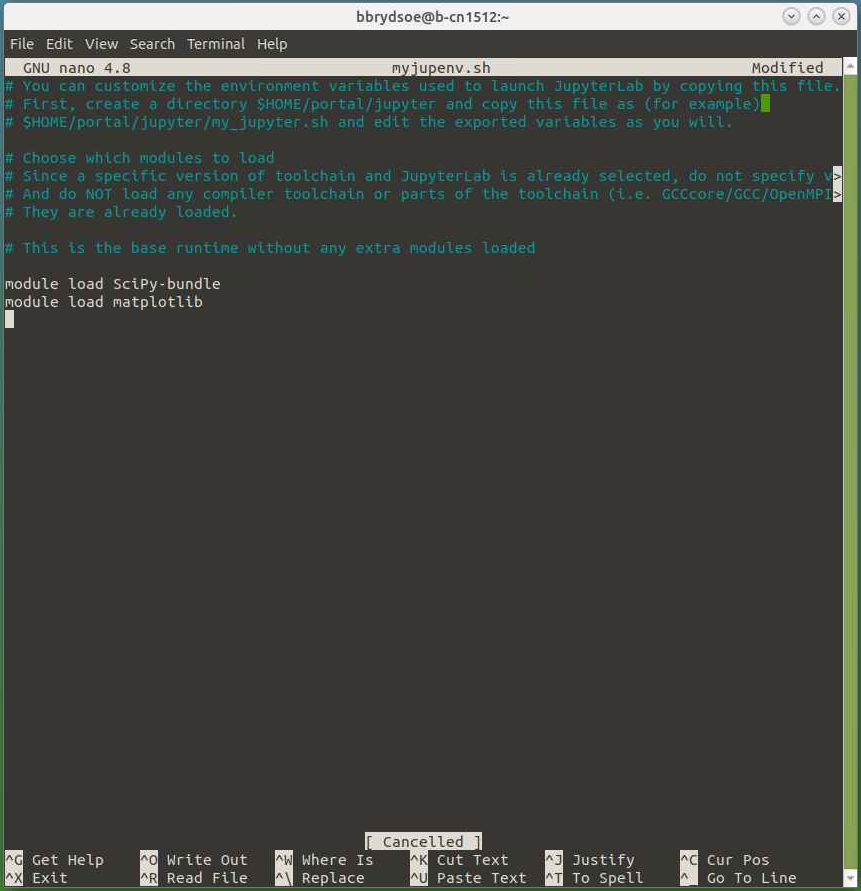 bbrydsoe@b-cn1512:~
File Edit View Search Terminal Help
GNU nano 4.8 myjupenv.sh Modified
# You can customize the environment variables used to launch JupyterLab by copying this file.
# First, create a directory $HOME/portal/jupyter and copy this file as (for example)
# $HOME/portal/jupyter/my_jupyter.sh and edit the exported variables as you will.
# Choose which modules to load
# Since a specific version of toolchain and JupyterLab is already selected, do not specify v>
# And do NOT load any compiler toolchain or parts of the toolchain (i.e. GCCcore/GCC/OpenMPI>
# They are already loaded.
# This is the base runtime without any extra modules loaded
module load SciPy-bundle
module load matplotlib
[ Cancelled ]
^G Get Help ^O Write Out ^W Where Is ^K Cut Text ^J Justify ^C Cur Pos
^X Exit ^R Read File ^\ Replace ^U Paste Text ^T To Spell ^_ Go To Line